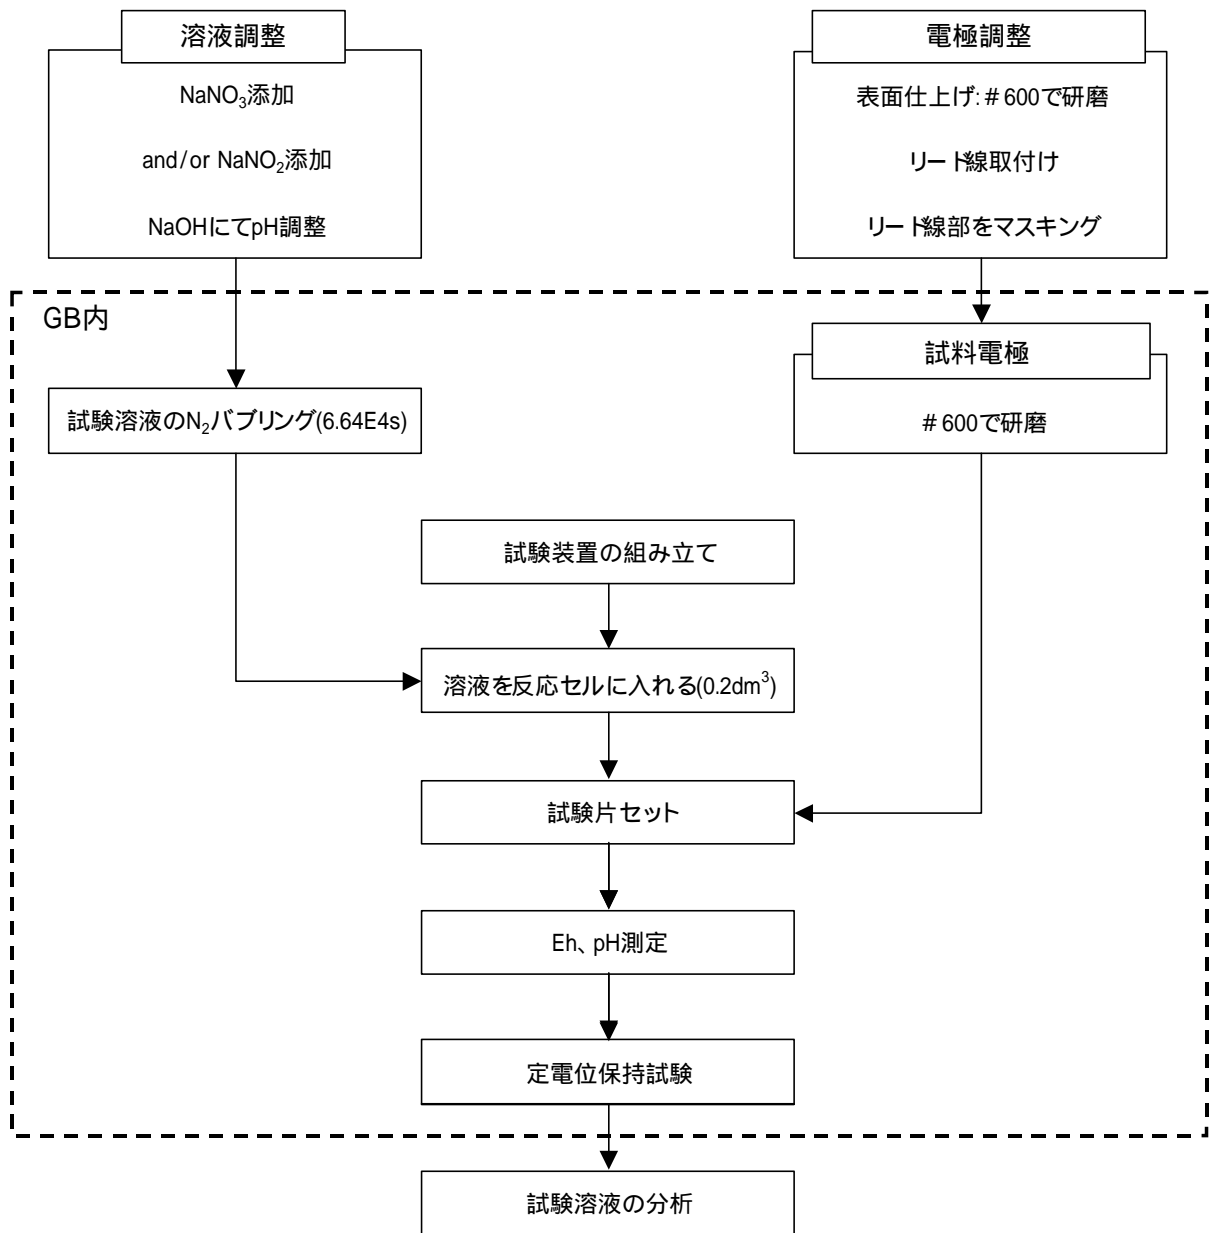 溶液調整
NaNO₃添加
and/or NaNO₂添加
NaOHにてpH調整
電極調整
表面仕上げ:＃600で研磨
リード線取付け
リード線部をマスキング
GB内
試験溶液のN₂バブリング(6.64E4s)
試料電極
＃600で研磨
試験装置の組み立て
溶液を反応セルに入れる(0.2dm³)
試験片セット
Eh、pH測定
定電位保持試験
試験溶液の分析